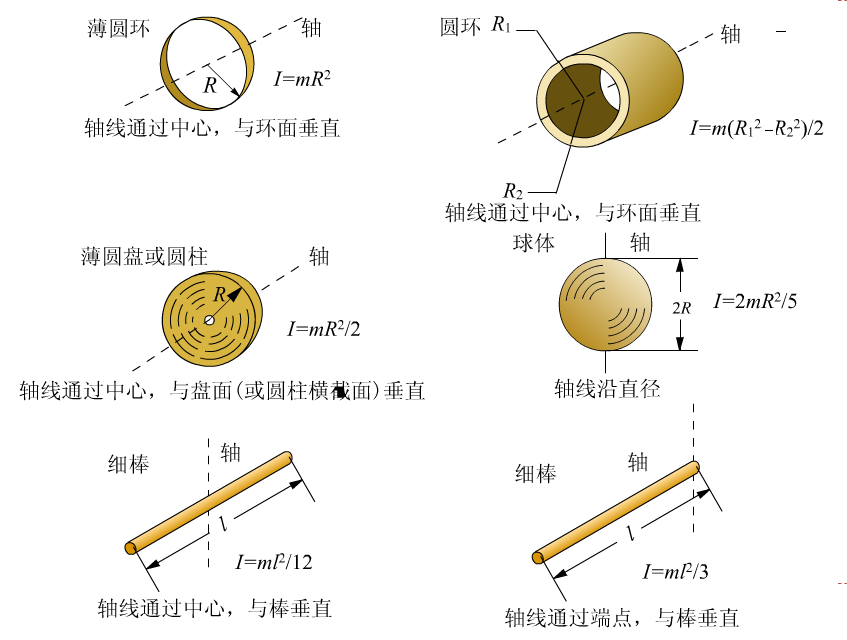 薄圆环
轴
R
I=mR²
轴线通过中心，与环面垂直
圆环 R₁
轴
I=m(R₁²–R₂²)/2
R₂
轴线通过中心，与环面垂直
薄圆盘或圆柱
轴
R
I=mR²/2
轴线通过中心，与盘面(或圆柱横截面)垂直
球体
轴
2R
I=2mR²/5
轴线沿直径
细棒
轴
l
I=ml²/12
轴线通过中心，与棒垂直
细棒
轴
l
I=ml²/3
轴线通过端点，与棒垂直